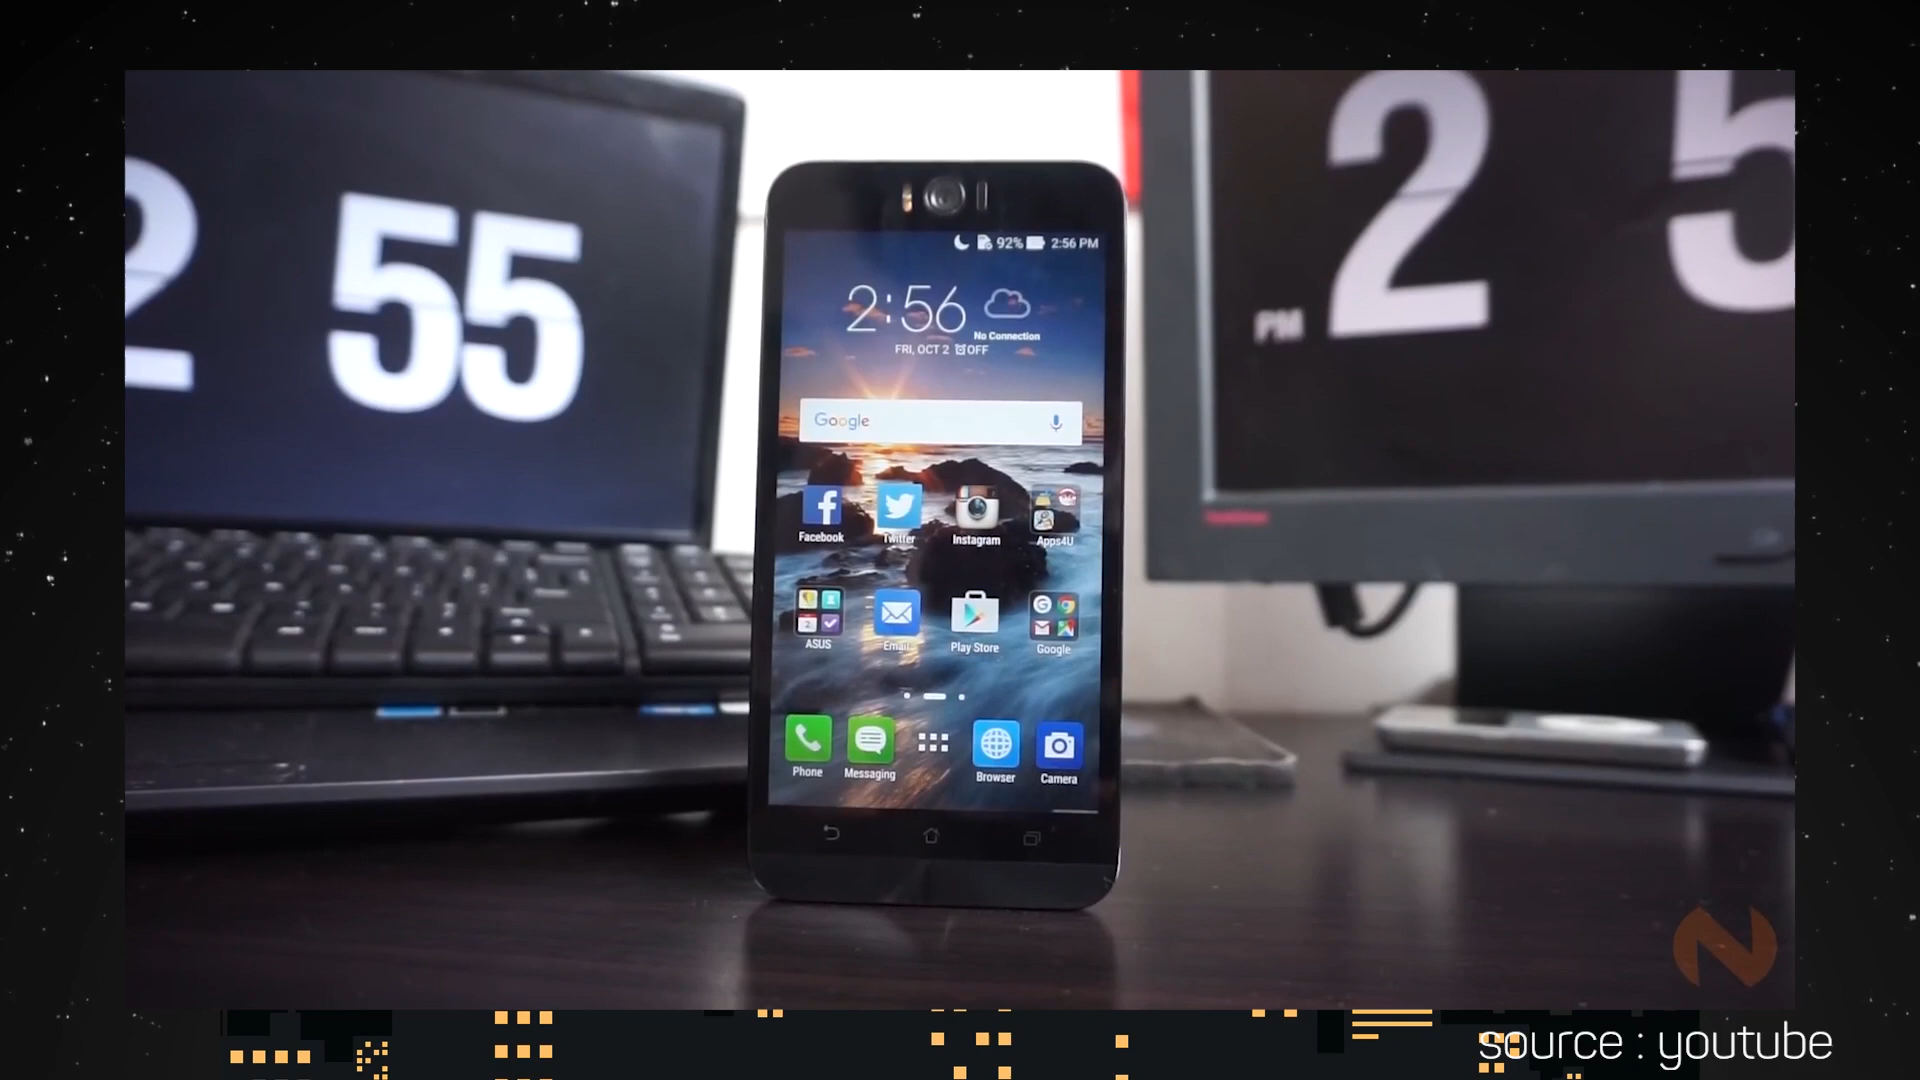 2 55
PM 2 5
92% 2:56 PM
2:56
No Connection
FRI, OCT 2 OFF
Google
Facebook Twitter Instagram Apps4U
ASUS Email Play Store Google
Phone Messaging Browser Camera
source : youtube